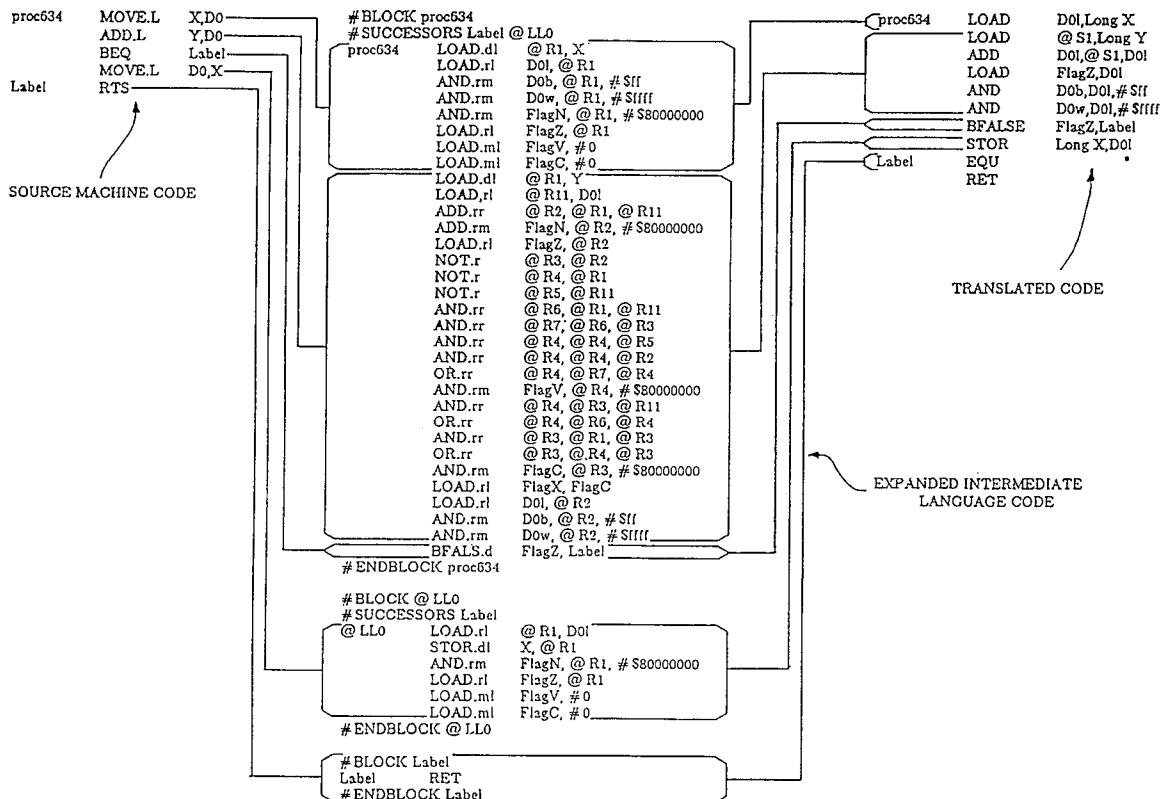 proc634 MOVE.L X,D0
ADD.L Y,D0
BEQ Label
MOVE.L D0,X
Label RTS
SOURCE MACHINE CODE
#BLOCK proc634
#SUCCESSORS Label @ LL0
proc634 LOAD.dl @ R1, X
LOAD.rl D0l, @ R1
AND.rm D0b, @ R1, # $ff
AND.rm D0w, @ R1, # $ffff
AND.rm FlagN, @ R1, # $80000000
LOAD.rl FlagZ, @ R1
LOAD.ml FlagV, #0
LOAD.ml FlagC, #0
LOAD.dl @ R1, Y
LOAD,rl @ R11, D0l
ADD.rr @ R2, @ R1, @ R11
ADD.rm FlagN, @ R2, # $80000000
LOAD.rl FlagZ, @ R2
NOT.r @ R3, @ R2
NOT.r @ R4, @ R1
NOT.r @ R5, @ R11
AND.rr @ R6, @ R1, @ R11
AND.rr @ R7, @ R6, @ R3
AND.rr @ R4, @ R4, @ R5
AND.rr @ R4, @ R4, @ R2
OR.rr @ R4, @ R7, @ R4
AND.rm FlagV, @ R4, # $80000000
AND.rr @ R4, @ R3, @ R11
OR.rr @ R4, @ R6, @ R4
AND.rr @ R3, @ R1, @ R3
OR.rr @ R3, @ R4, @ R3
AND.rm FlagC, @ R3, # $80000000
LOAD.rl FlagX, FlagC
LOAD.rl D0l, @ R2
AND.rm D0b, @ R2, # $ff
AND.rm D0w, @ R2, # $ffff
BFALS.d FlagZ, Label
#ENDBLOCK proc634
#BLOCK @ LL0
#SUCCESSORS Label
@ LL0 LOAD.rl @ R1, D0l
STOR.dl X, @ R1
AND.rm FlagN, @ R1, # $80000000
LOAD.rl FlagZ, @ R1
LOAD.ml FlagV, #0
LOAD.ml FlagC, #0
#ENDBLOCK @ LL0
#BLOCK Label
Label RET
#ENDBLOCK Label
proc634 LOAD D0l,Long X
LOAD @ S1,Long Y
ADD D0l,@ S1,D0l
LOAD FlagZ,D0l
AND D0b,D0l,# $ff
AND D0w,D0l,# $ffff
BFALSE FlagZ,Label
STOR Long X,D0l
Label EQU *
RET
TRANSLATED CODE
EXPANDED INTERMEDIATE
LANGUAGE CODE